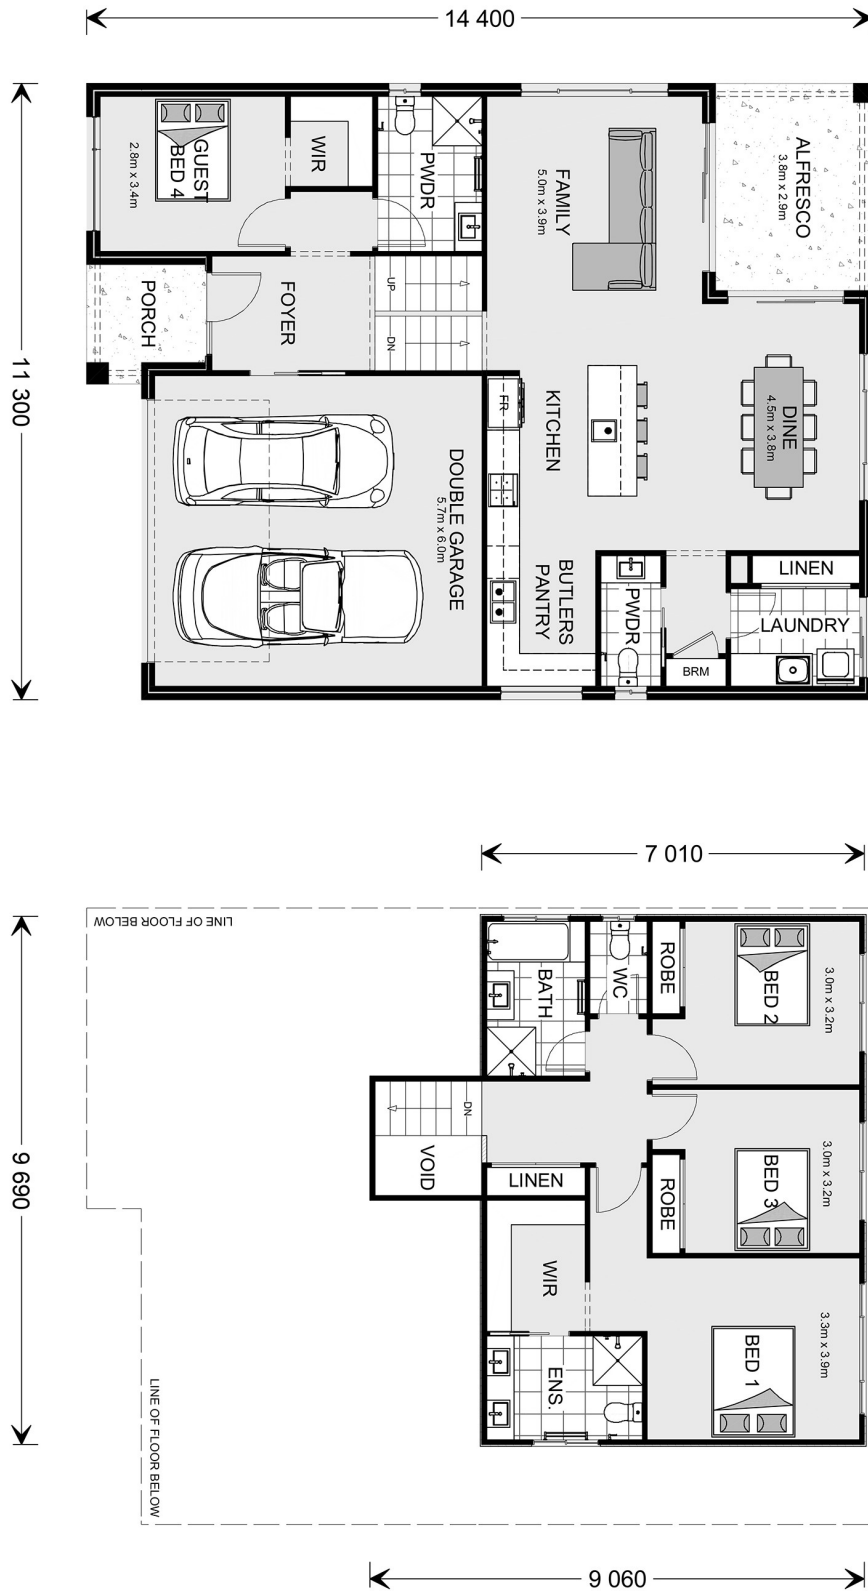 14 400
11 300
GUEST
BED 4
2.8m x 3.4m
WIR
PWDR
FAMILY
5.0m x 3.9m
ALFRESCO
3.8m x 2.9m
PORCH
FOYER
UP
DN
FR
KITCHEN
DINE
4.5m x 3.8m
DOUBLE GARAGE
5.7m x 6.0m
BUTLERS
PANTRY
PWDR
LINEN
LAUNDRY
BRM
7 010
9 690
LINE OF FLOOR BELOW
BATH
WC
ROBE
BED 2
3.0m x 3.2m
DN
VOID
LINEN
ROBE
BED 3
3.0m x 3.2m
WIR
ENS.
BED 1
3.3m x 3.9m
LINE OF FLOOR BELOW
9 060